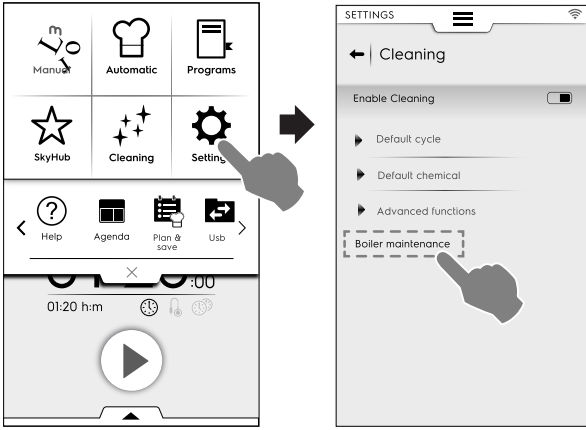 Manual
Automatic
Programs
SkyHub
Cleaning
Setting
Help
Agenda
Plan &
save
Usb
:00
01:20 h:m
SETTINGS
Cleaning
Enable Cleaning
Default cycle
Default chemical
Advanced functions
Boiler maintenance